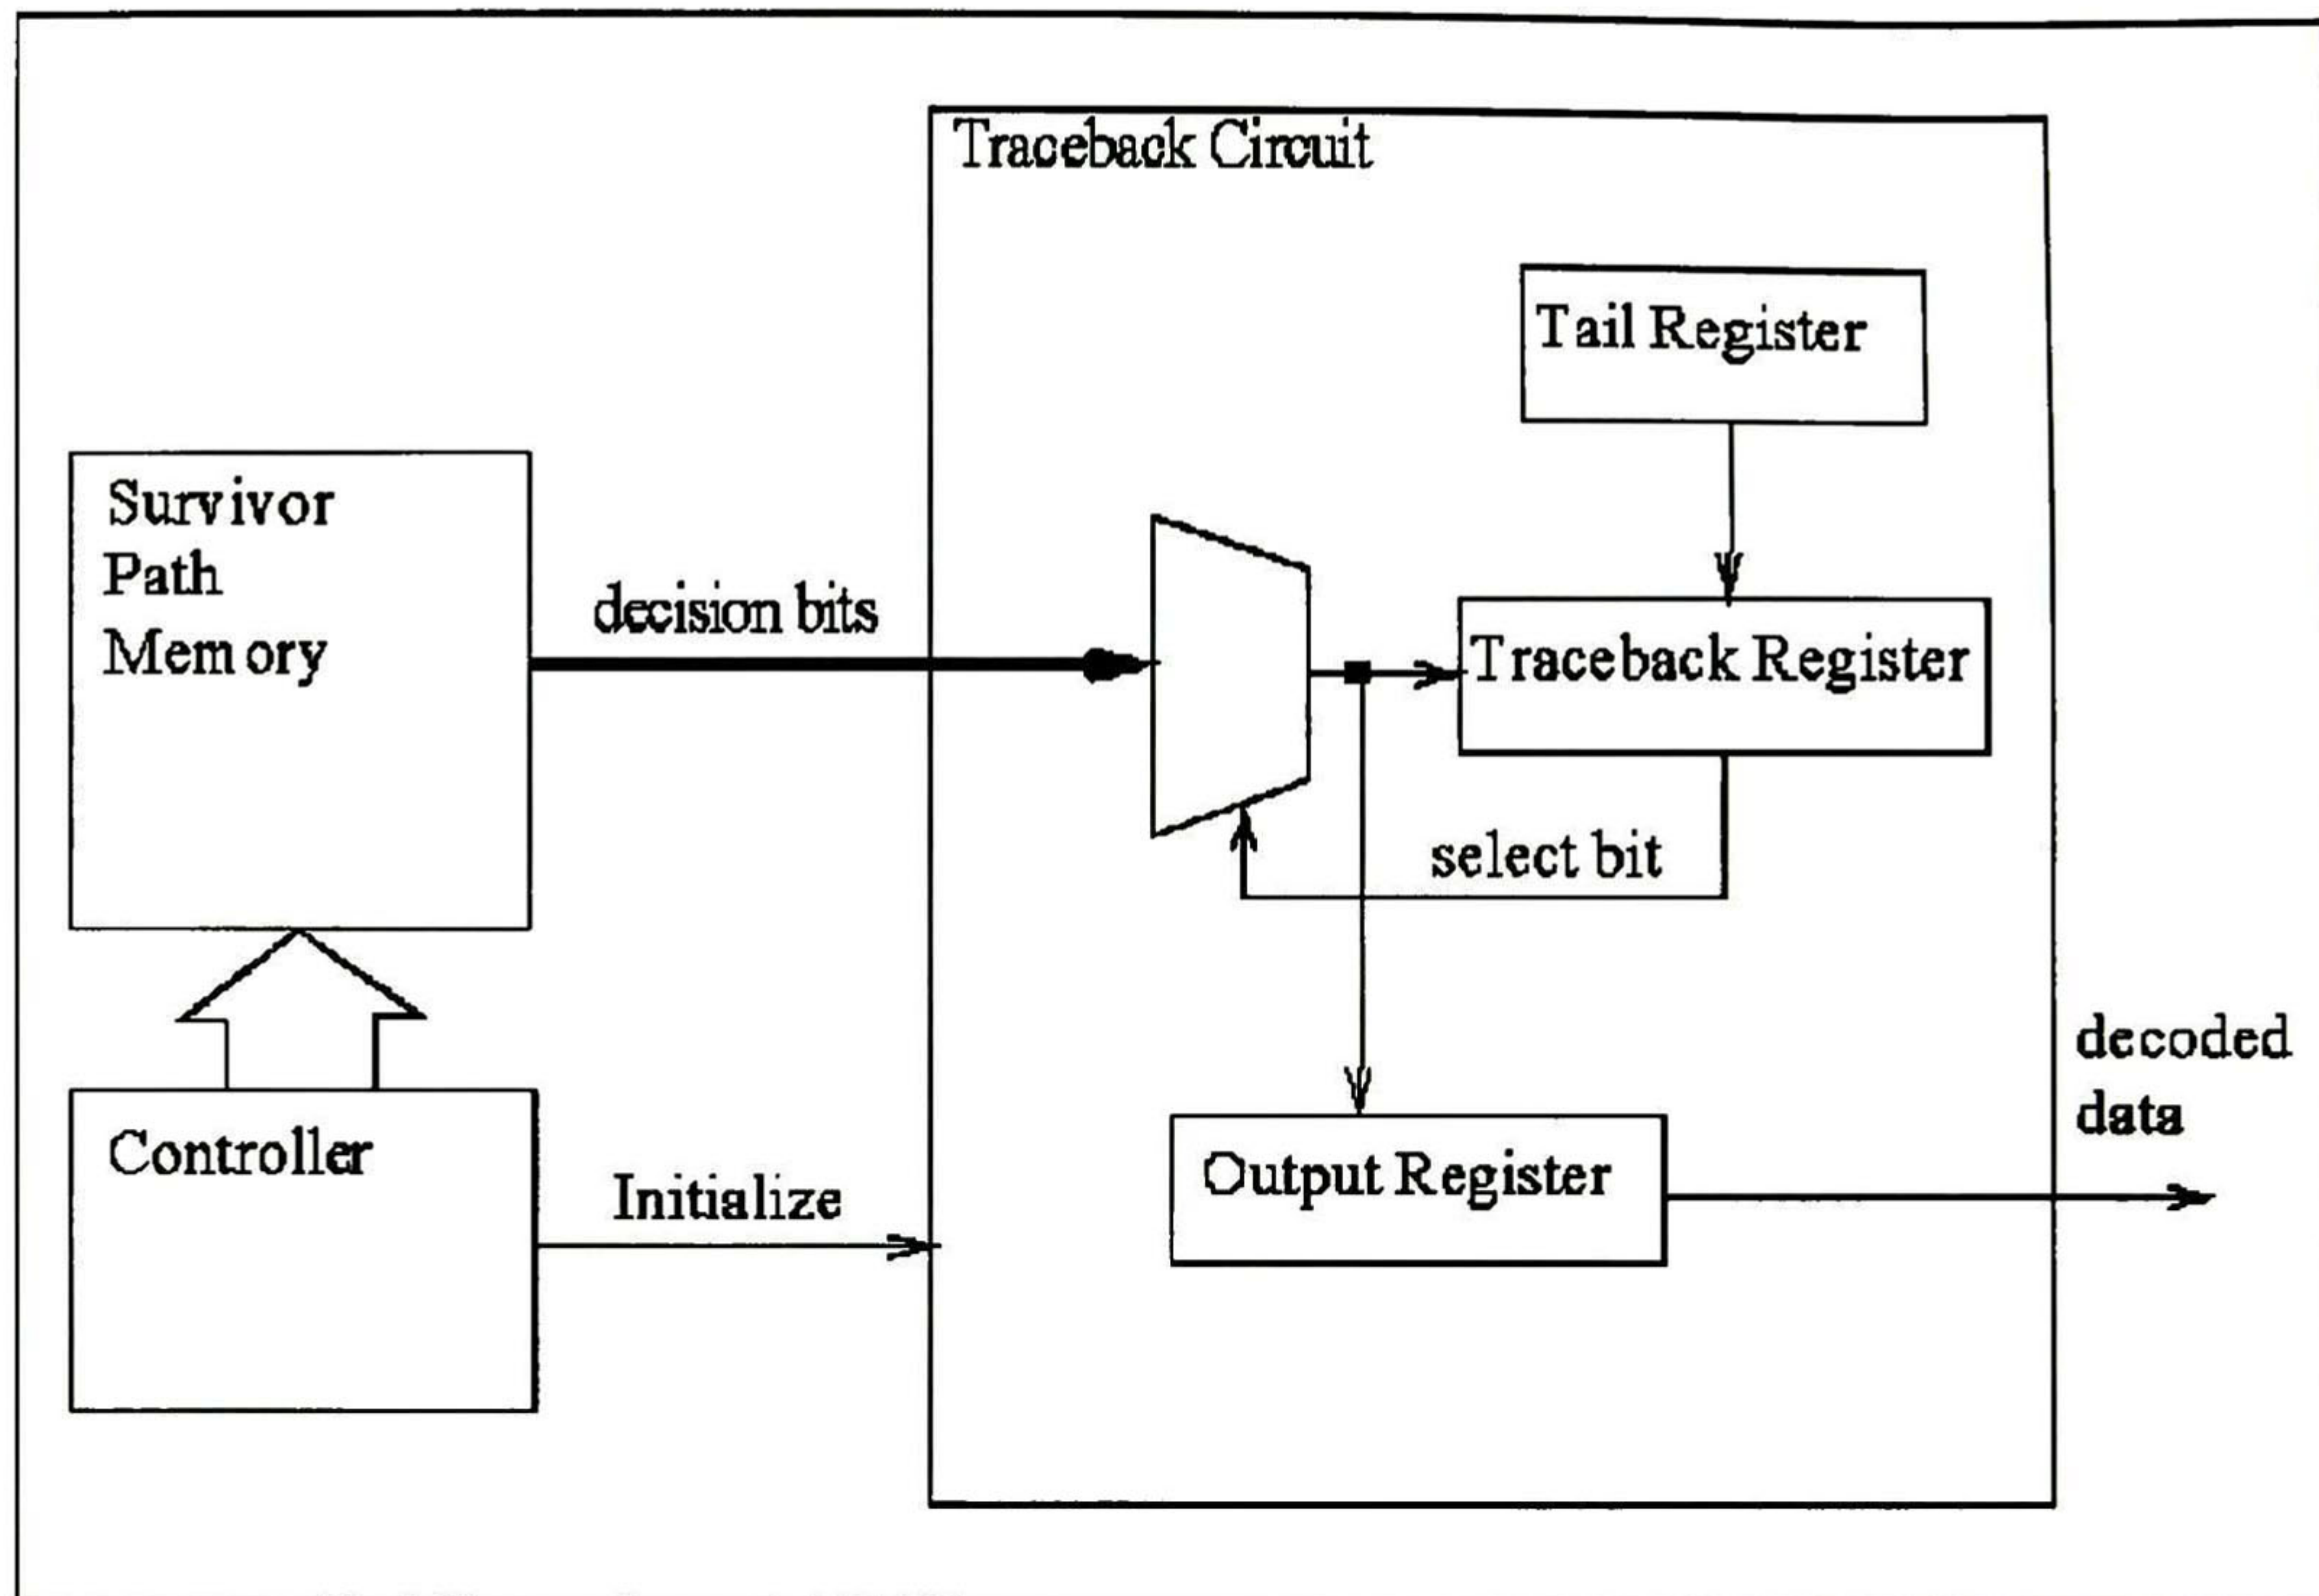 Traceback Circuit
Tail Register
Survivor
Path
Memory
decision bits
Traceback Register
select bit
Controller
Initialize
Output Register
decoded
data